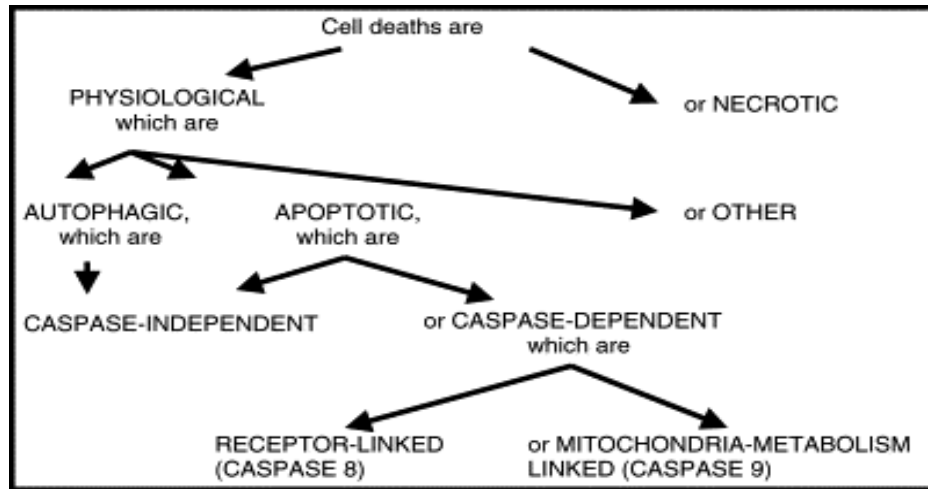 Cell deaths are
PHYSIOLOGICAL
which are
or NECROTIC
AUTOPHAGIC,
which are
APOPTOTIC,
which are
or OTHER
CASPASE-INDEPENDENT
or CASPASE-DEPENDENT
which are
RECEPTOR-LINKED
(CASPASE 8)
or MITOCHONDRIA-METABOLISM
LINKED (CASPASE 9)